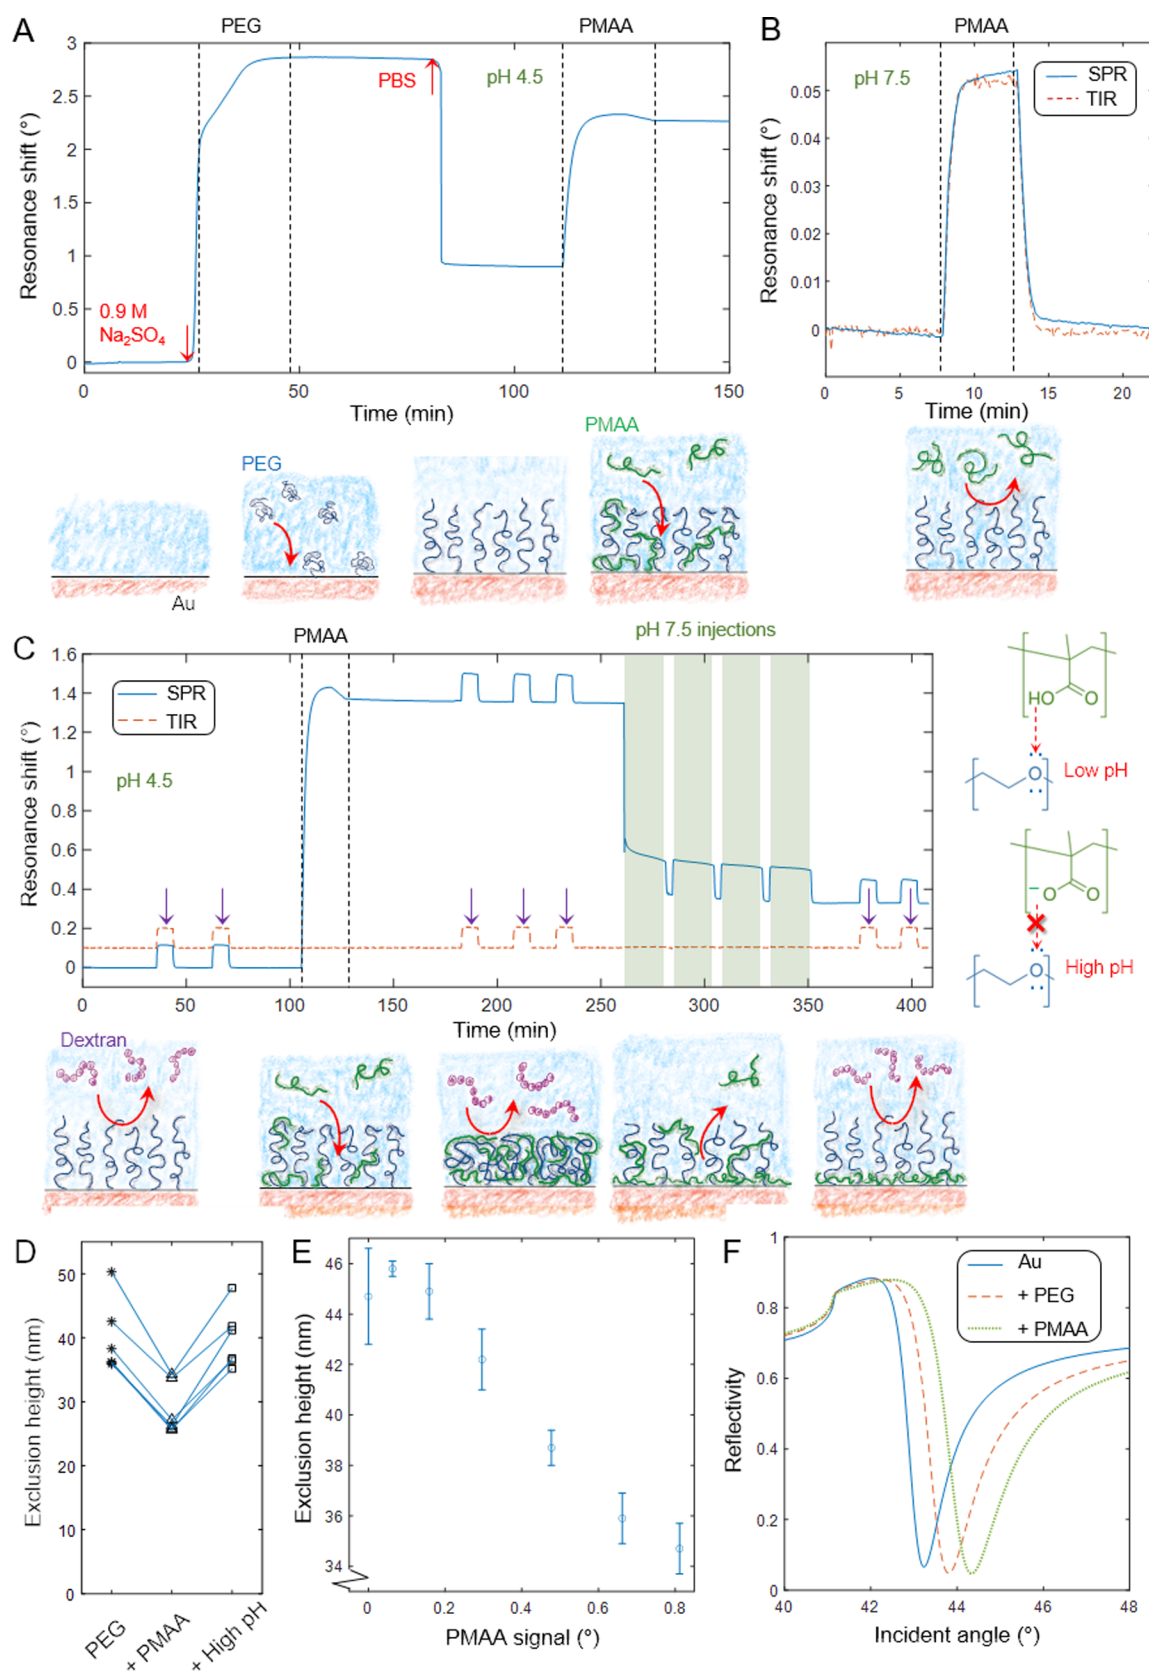 A
PEG
PMAA
3
2.5
2
1.5
1
0.5
0
PBS
pH 4.5
0.9 M
Na₂SO₄
0
50
100
150
Time (min)
Resonance shift (°)
B
PMAA
pH 7.5
SPR
TIR
0.05
0.04
0.03
0.02
0.01
0
0
5
10
15
20
Time (min)
Resonance shift (°)
PEG
PMAA
Au
C
PMAA
pH 7.5 injections
SPR
TIR
pH 4.5
1.6
1.4
1.2
1
0.8
0.6
0.4
0.2
0
0
50
100
150
200
250
300
350
400
Time (min)
Resonance shift (°)
HO
O
O
Low pH
−
O
O
O
High pH
Dextran
D
50
40
30
20
10
0
Exclusion height (nm)
PEG
+ PMAA
+ High pH
E
46
44
42
40
38
36
34
Exclusion height (nm)
0
0.2
0.4
0.6
0.8
1
PMAA signal (°)
F
1
0.8
0.6
0.4
0.2
0
Reflectivity
Au
+ PEG
+ PMAA
40
42
44
46
48
Incident angle (°)